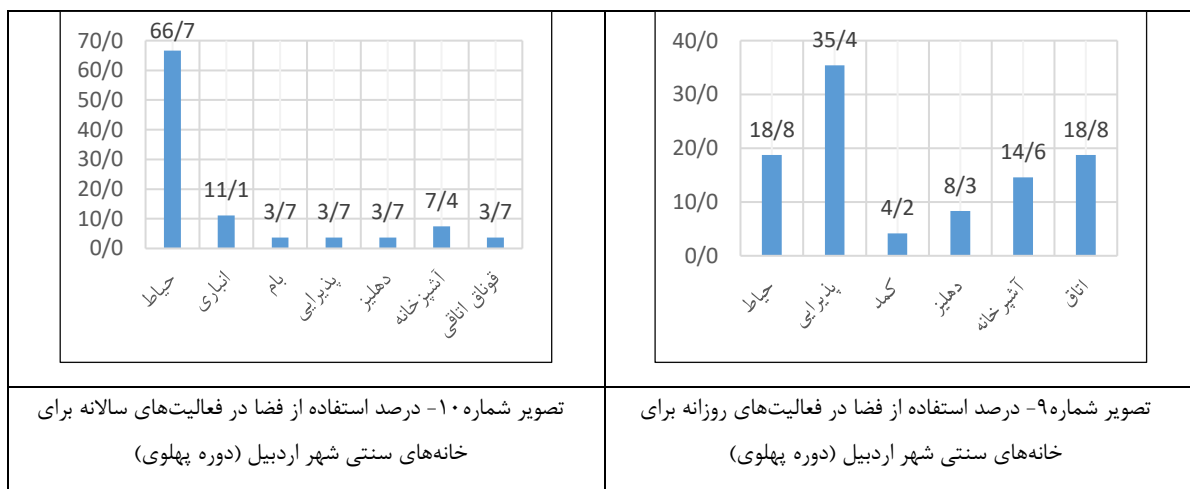 40/0
30/0
20/0
10/0
0/0
18/8
35/4
4/2
8/3
14/6
18/8
حیاط
پذیرایی
کمد
دهلیز
آشپرخانه
اتاق
تصویر شماره۹- درصد استفاده از فضا در فعالیت‌های روزانه برای
خانه‌های سنتی شهر اردبیل (دوره پهلوی)
70/0
60/0
50/0
40/0
30/0
20/0
10/0
0/0
66/7
11/1
3/7
3/7
3/7
7/4
3/7
حیاط
انباری
بام
پذیرایی
دهلیز
آشپزخانه
قوناق اتاقی
تصویر شماره۱۰- درصد استفاده از فضا در فعالیت‌های سالانه برای
خانه‌های سنتی شهر اردبیل (دوره پهلوی)